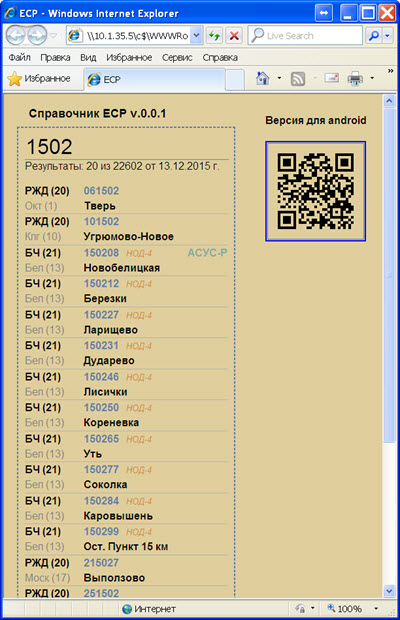 ECP - Windows Internet Explorer
\\10.1.35.5\c$\WWWRo
Live Search
Файл Правка Вид Избранное Сервис Справка
Избранное
ECP
Справочник ECP v.0.0.1
Версия для android
1502
Результаты: 20 из 22602 от 13.12.2015 г.
РЖД (20) 061502
Окт (1) Тверь
РЖД (20) 101502
Клг (10) Угрюмово-Новое
БЧ (21) 150208 НОД-4 АСУС-Р
Бел (13) Новобелицкая
БЧ (21) 150212 НОД-4
Бел (13) Березки
БЧ (21) 150227 НОД-4
Бел (13) Ларищево
БЧ (21) 150231 НОД-4
Бел (13) Дударево
БЧ (21) 150246 НОД-4
Бел (13) Лисички
БЧ (21) 150250 НОД-4
Бел (13) Кореневка
БЧ (21) 150265 НОД-4
Бел (13) Уть
БЧ (21) 150277 НОД-4
Бел (13) Соколка
БЧ (21) 150284 НОД-4
Бел (13) Каровышень
БЧ (21) 150299 НОД-4
Бел (13) Ост. Пункт 15 км
РЖД (20) 215027
Моск (17) Выползово
РЖД (20) 251502
Интернет
100%